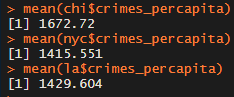 > mean(chi$crimes_percapita)
[1] 1672.72
> mean(nyc$crimes_percapita)
[1] 1415.551
> mean(la$crimes_percapita)
[1] 1429.604